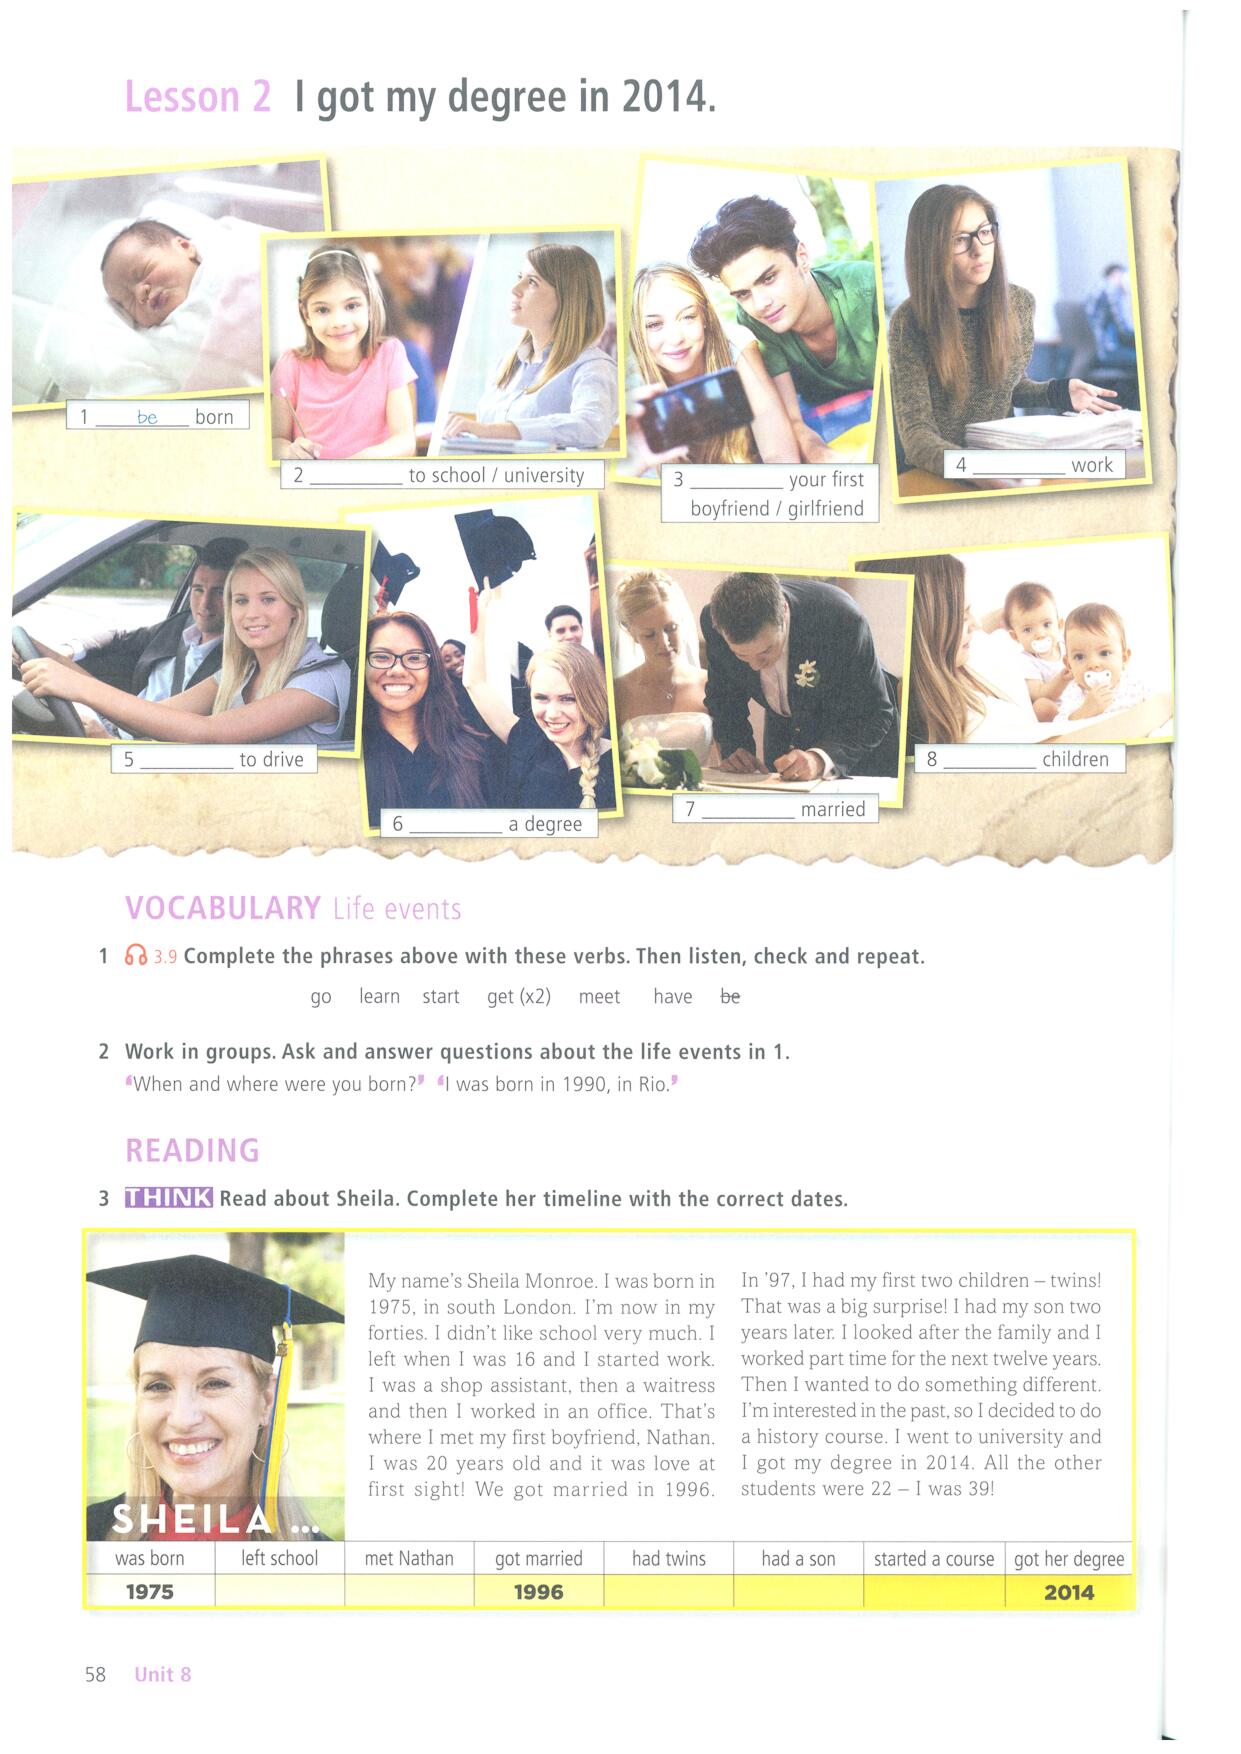 Lesson 2 I got my degree in 2014.
1 be born
2 __________ to school / university
3 __________ your first
boyfriend / girlfriend
4 __________ work
5 __________ to drive
6 __________ a degree
7 __________ married
8 __________ children
VOCABULARY Life events
1 3.9 Complete the phrases above with these verbs. Then listen, check and repeat.
go learn start get (x2) meet have be
2 Work in groups. Ask and answer questions about the life events in 1.
‘When and where were you born?’ ‘I was born in 1990, in Rio.’
READING
3 THINK Read about Sheila. Complete her timeline with the correct dates.
SHEILA ...
My name's Sheila Monroe. I was born in
1975, in south London. I'm now in my
forties. I didn't like school very much. I
left when I was 16 and I started work.
I was a shop assistant, then a waitress
and then I worked in an office. That's
where I met my first boyfriend, Nathan.
I was 20 years old and it was love at
first sight! We got married in 1996.
In '97, I had my first two children – twins!
That was a big surprise! I had my son two
years later. I looked after the family and I
worked part time for the next twelve years.
Then I wanted to do something different.
I'm interested in the past, so I decided to do
a history course. I went to university and
I got my degree in 2014. All the other
students were 22 – I was 39!
was born left school met Nathan got married had twins had a son started a course got her degree
1975 1996 2014
58 Unit 8